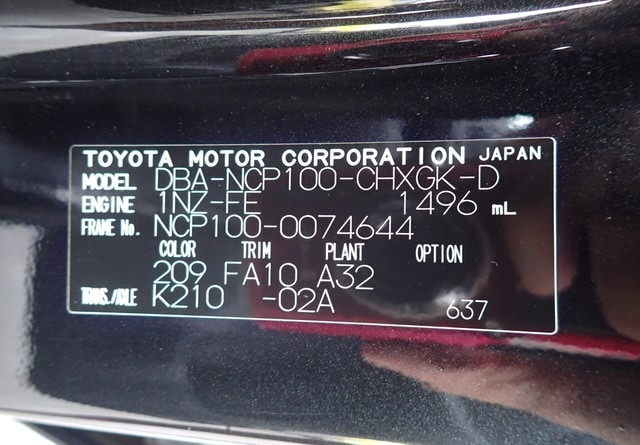 TOYOTA MOTOR CORPORATION JAPAN
MODEL DBA-NCP100-CHXGK-D
ENGINE 1NZ-FE 1496 mL
FRAME No. NCP100-0074644
COLOR TRIM PLANT OPTION
209 FA10 A32
TRANS./AXLE K210 -02A 637